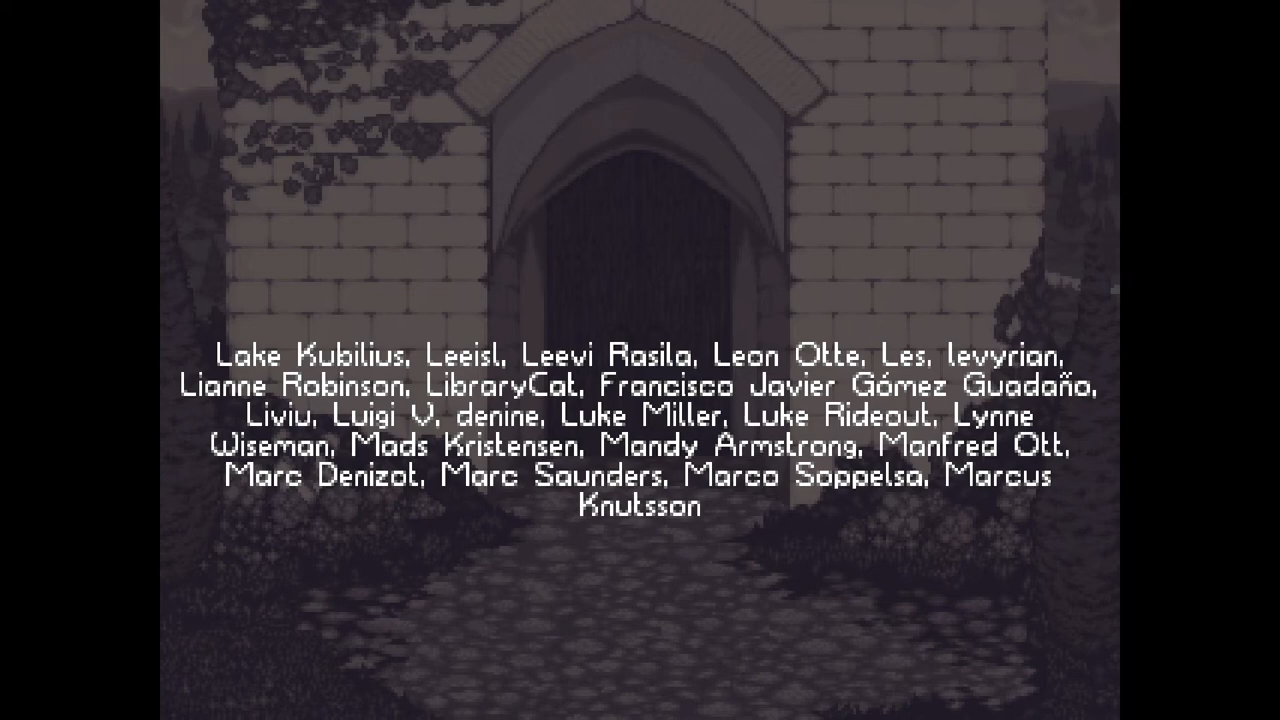 Lake Kubilius, Leeisl, Leevi Rasila, Leon Otte, Les, levyrian,
Lianne Robinson, LibraryCat, Francisco Javier Gómez Guadaño,
Liviu, Luigi V. denine, Luke Miller, Luke Rideout, Lynne
Wiseman, Mads Kristensen, Mandy Armstrong, Manfred Ott,
Marc Denizot, Marc Saunders, Marco Soppelsa, Marcus
Knutsson